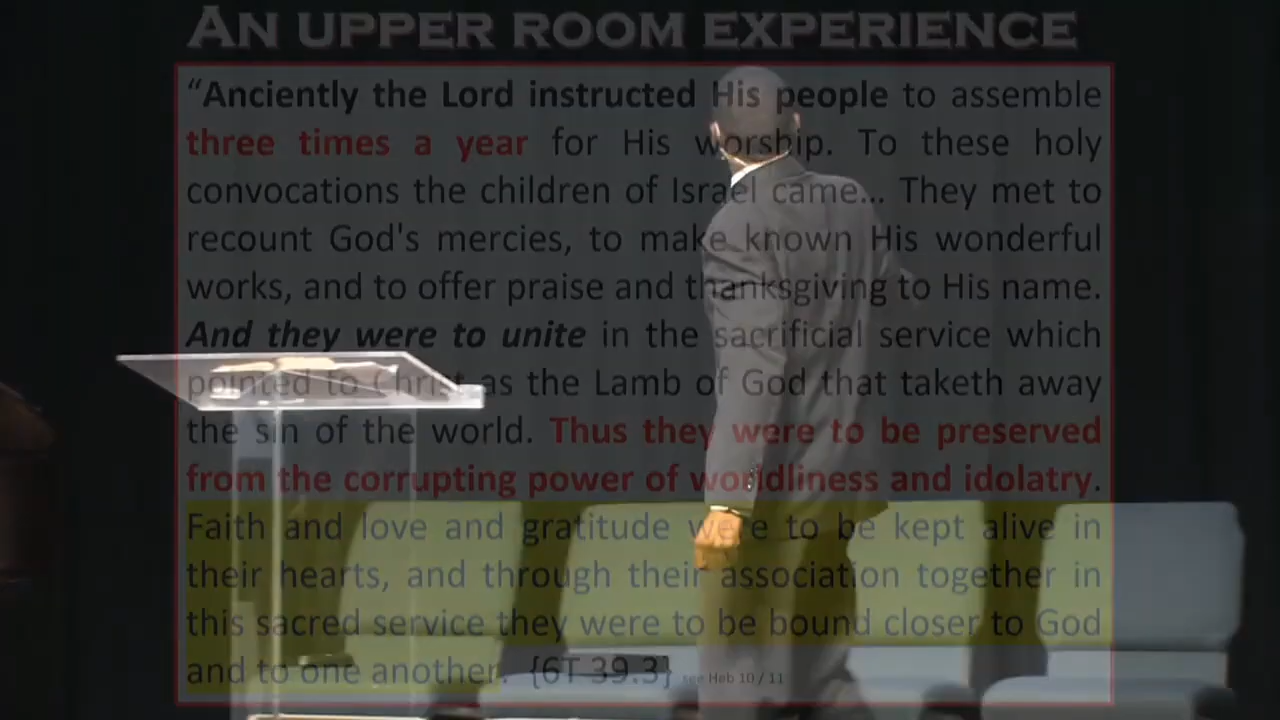 AN UPPER ROOM EXPERIENCE
“Anciently the Lord instructed His people to assemble
three times a year for His worship. To these holy
convocations the children of Israel came... They met to
recount God's mercies, to make known His wonderful
works, and to offer praise and thanksgiving to His name.
And they were to unite in the sacrificial service which
pointed to Christ as the Lamb of God that taketh away
the sin of the world. Thus they were to be preserved
from the corrupting power of worldliness and idolatry.
Faith and love and gratitude were to be kept alive in
their hearts, and through their association together in
this sacred service they were to be bound closer to God
and to one another. {6T 39.3} see Heb 10 / 11